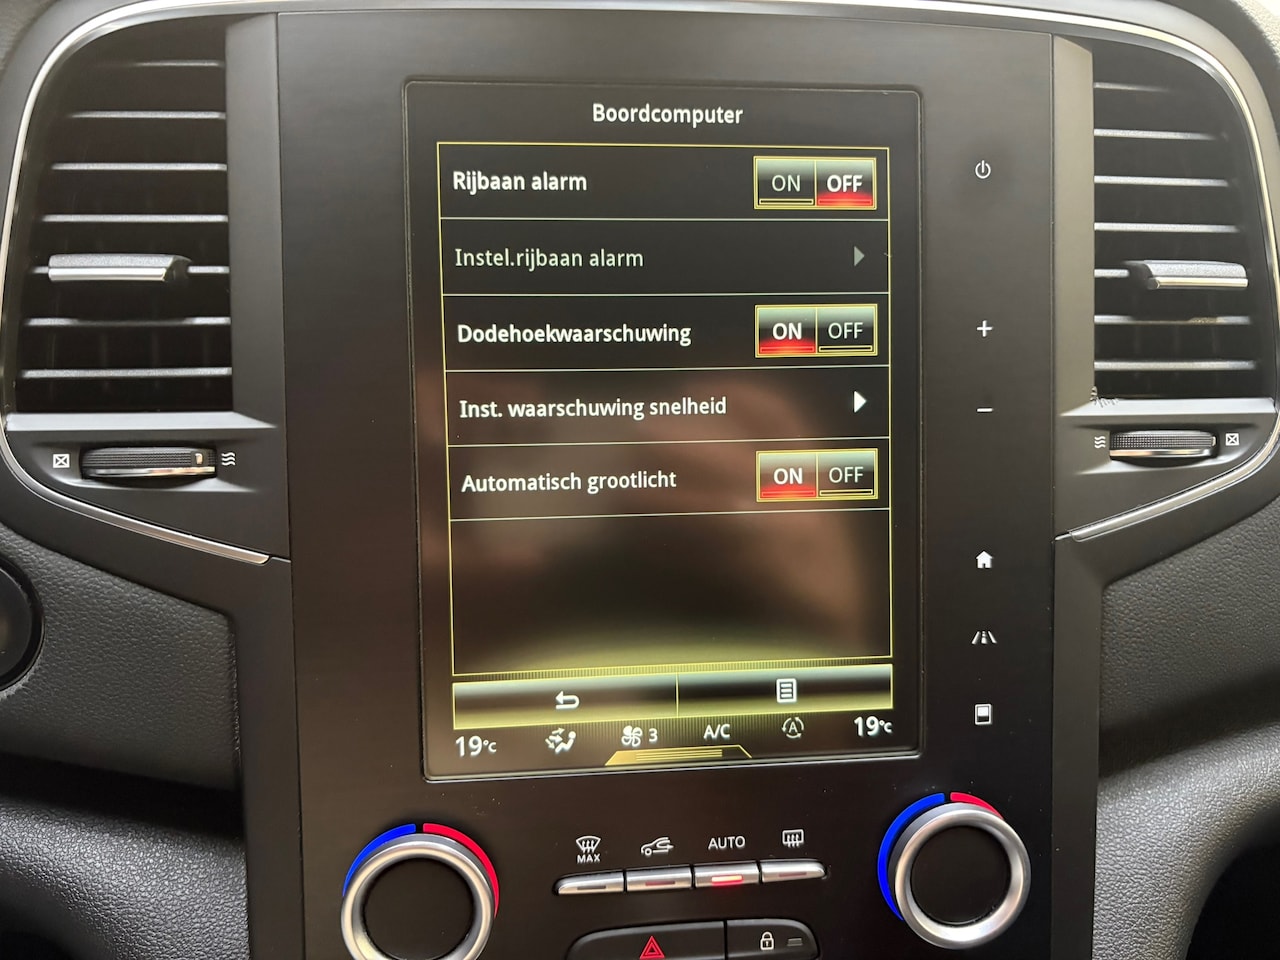 Boordcomputer
Rijbaan alarm ON OFF
Instel.rijbaan alarm
Dodehoekwaarschuwing ON OFF
Inst. waarschuwing snelheid
Automatisch grootlicht ON OFF
19°C 3 A/C A 19°C
MAX AUTO